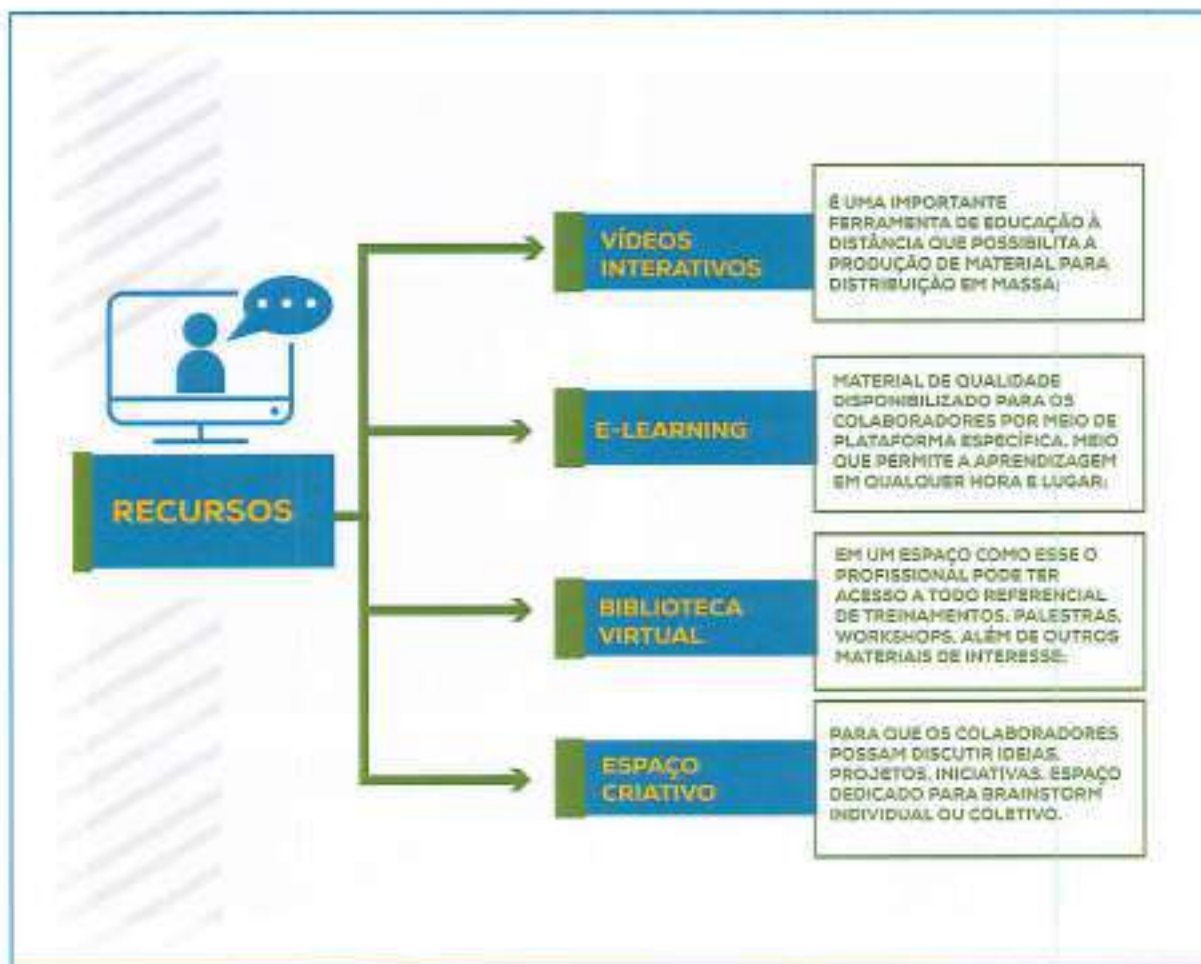 RECURSOS
VÍDEOS
INTERATIVOS
É UMA IMPORTANTE
FERRAMENTA DE EDUCAÇÃO À
DISTÂNCIA QUE POSSIBILITA A
PRODUÇÃO DE MATERIAL PARA
DISTRIBUIÇÃO EM MASSA;
E-LEARNING
MATERIAL DE QUALIDADE
DISPONIBILIZADO PARA OS
COLABORADORES POR MEIO DE
PLATAFORMA ESPECÍFICA. MEIO
QUE PERMITE A APRENDIZAGEM
EM QUALQUER HORA E LUGAR;
BIBLIOTECA
VIRTUAL
EM UM ESPAÇO COMO ESSE O
PROFISSIONAL PODE TER
ACESSO A TODO REFERENCIAL
DE TREINAMENTOS, PALESTRAS,
WORKSHOPS, ALÉM DE OUTROS
MATERIAIS DE INTERESSE;
ESPAÇO
CRIATIVO
PARA QUE OS COLABORADORES
POSSAM DISCUTIR IDEIAS,
PROJETOS, INICIATIVAS. ESPAÇO
DEDICADO PARA BRAINSTORM
INDIVIDUAL OU COLETIVO.